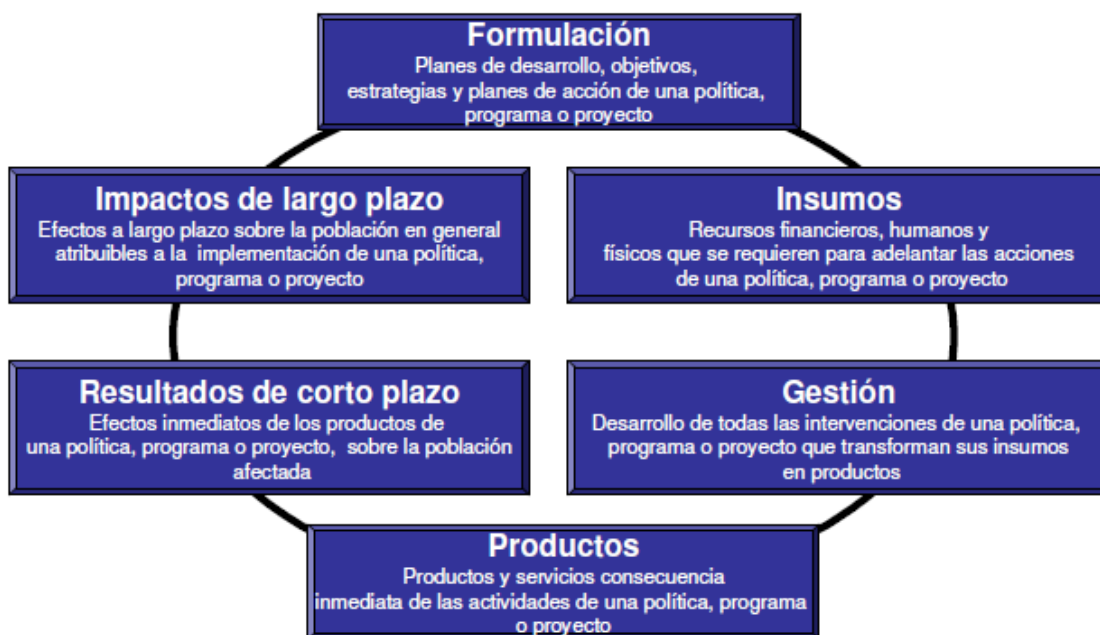 Formulación
Planes de desarrollo, objetivos,
estrategias y planes de acción de una política,
programa o proyecto
Impactos de largo plazo
Efectos a largo plazo sobre la población en general
atribuibles a la implementación de una política,
programa o proyecto
Insumos
Recursos financieros, humanos y
físicos que se requieren para adelantar las acciones
de una política, programa o proyecto
Resultados de corto plazo
Efectos inmediatos de los productos de
una política, programa o proyecto, sobre la población
afectada
Gestión
Desarrollo de todas las intervenciones de una política,
programa o proyecto que transforman sus insumos
en productos
Productos
Productos y servicios consecuencia
inmediata de las actividades de una política, programa
o proyecto